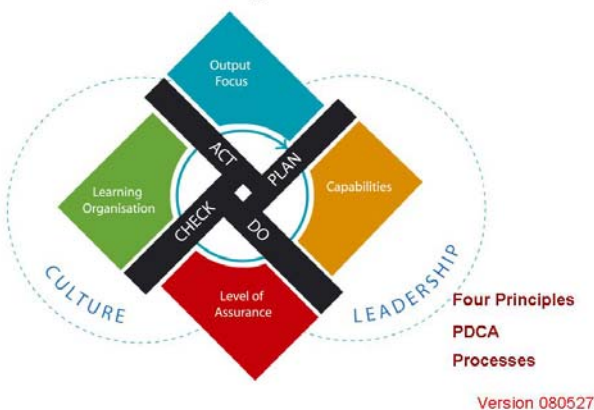 Output
Focus
ACT
PLAN
Learning
Organisation
Capabilities
CHECK
DO
Level of
Assurance
CULTURE
LEADERSHIP
Four Principles
PDCA
Processes
Version 080527